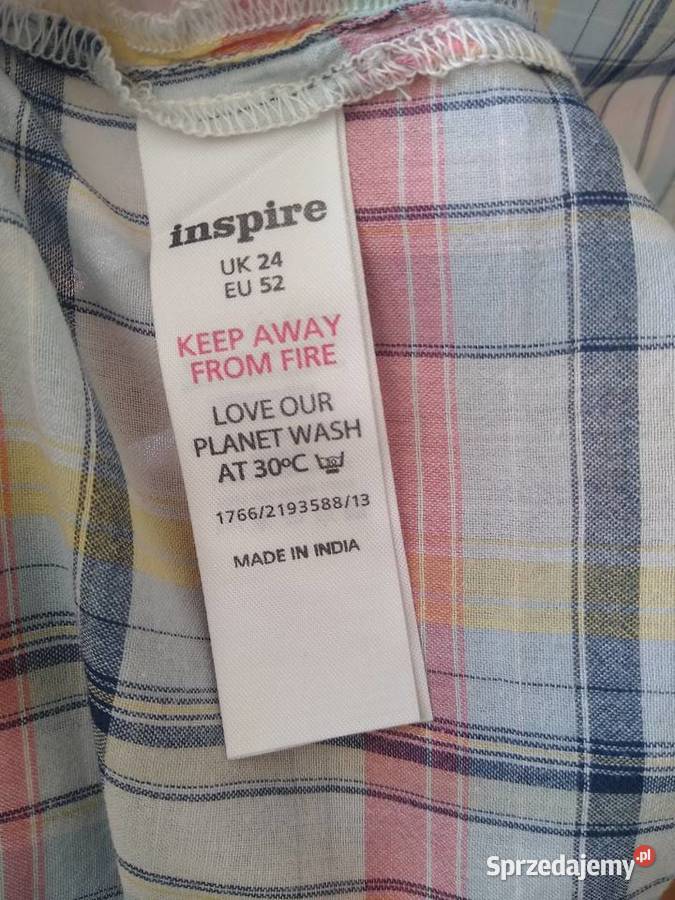 inspire
UK 24
EU 52
KEEP AWAY
FROM FIRE
LOVE OUR
PLANET WASH
AT 30ºC
1766/2193588/13
MADE IN INDIA
Sprzedajemy.pl